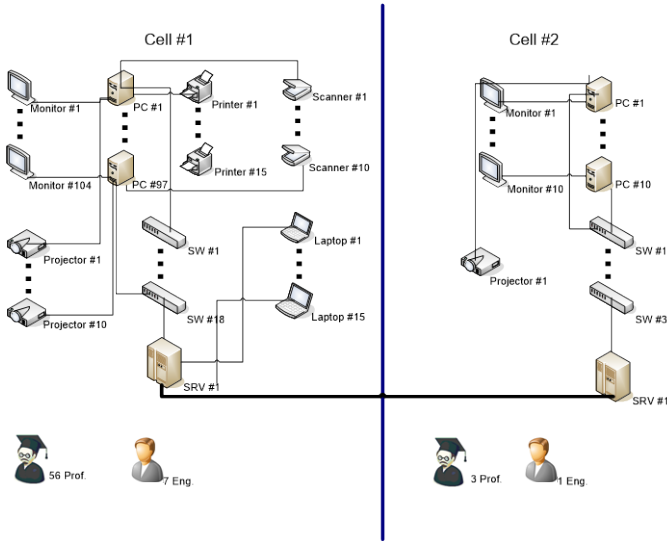 Cell #1
Cell #2
Monitor #1
PC #1
Printer #1
Scanner #1
Monitor #104
PC #97
Printer #15
Scanner #10
Projector #1
SW #1
Laptop #1
Projector #10
SW #18
Laptop #15
SRV #1
56 Prof.
7 Eng.
Monitor #1
PC #1
Monitor #10
PC #10
Projector #1
SW #1
SW #3
SRV #1
3 Prof.
1 Eng.